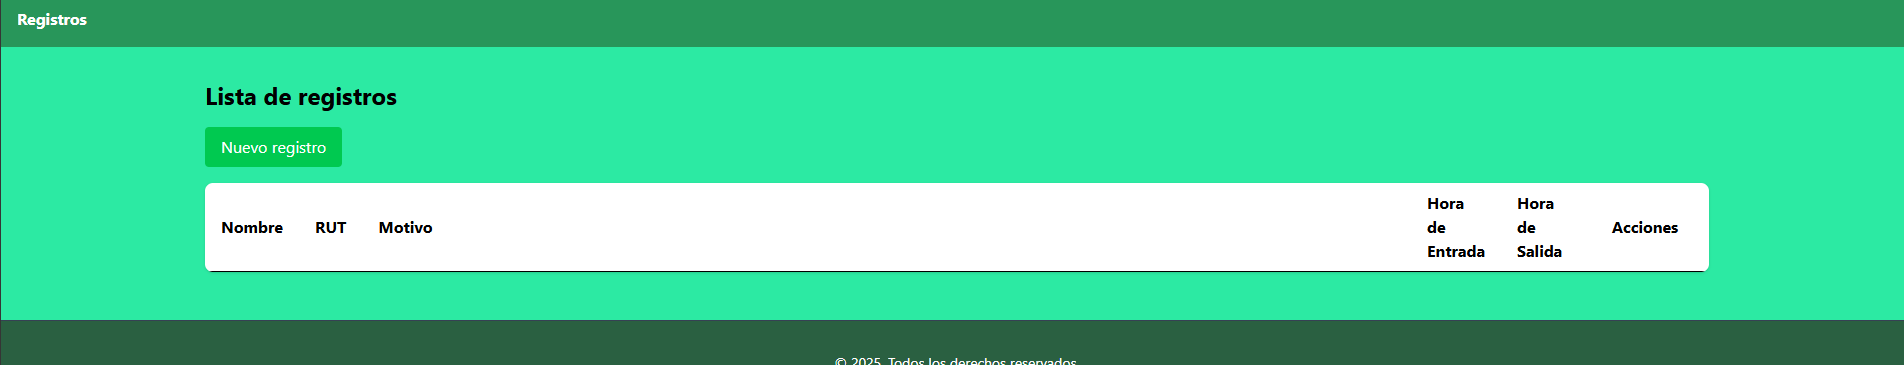 Registros
Lista de registros
Nuevo registro
Nombre RUT Motivo Hora de Entrada Hora de Salida Acciones
© 2025. Todos los derechos reservados